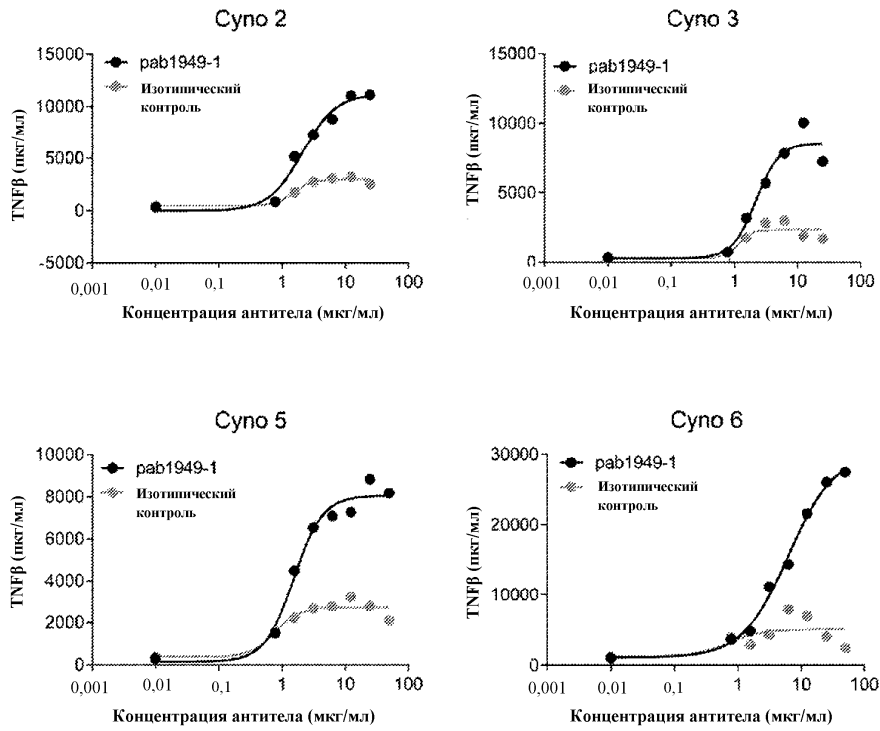 Cyno 2
15000
10000
5000
0
-5000
TNFβ (пкг/мл)
pab1949-1
Изотипический
контроль
0,001 0,01 0,1 1 10 100
Концентрация антитела (мкг/мл)
Cyno 3
15000
10000
5000
0
TNFβ (пкг/мл)
pab1949-1
Изотипический
контроль
0,001 0,01 0,1 1 10 100
Концентрация антитела (мкг/мл)
Cyno 5
10000
8000
6000
4000
2000
0
TNFβ (пкг/мл)
pab1949-1
Изотипический
контроль
0,001 0,01 0,1 1 10 100
Концентрация антитела (мкг/мл)
Cyno 6
30000
20000
10000
0
TNFβ (пкг/мл)
pab1949-1
Изотипический
контроль
0,001 0,01 0,1 1 10 100
Концентрация антитела (мкг/мл)